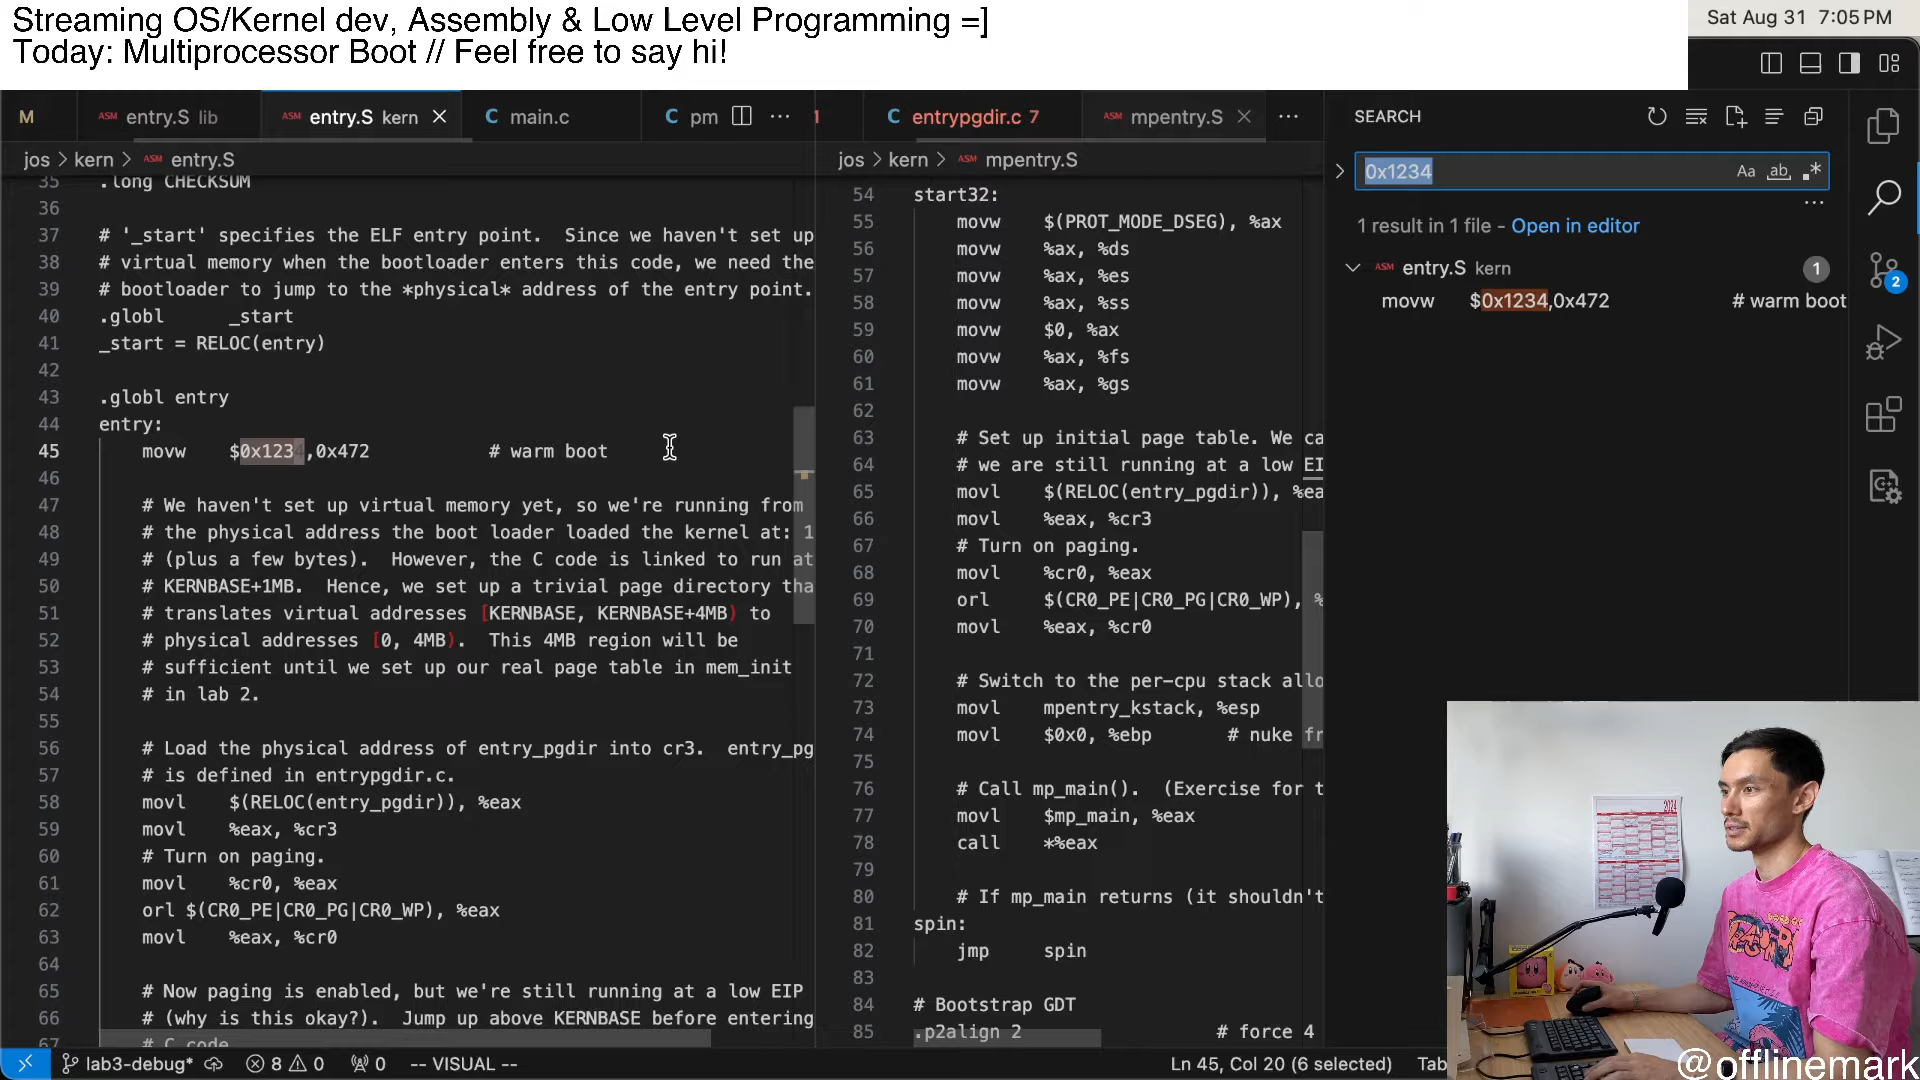 Streaming OS/Kernel dev, Assembly & Low Level Programming =]
Today: Multiprocessor Boot // Feel free to say hi!
Sat Aug 31 7:05 PM
M
ASM entry.S lib
ASM entry.S kern
C main.c
C pm
jos > kern > ASM entry.S
35 .long CHECKSUM
36
37 # '_start' specifies the ELF entry point.  Since we haven't set up
38 # virtual memory when the bootloader enters this code, we need the
39 # bootloader to jump to the *physical* address of the entry point.
40 .globl      _start
41 _start = RELOC(entry)
42
43 .globl entry
44 entry:
45     movw    $0x1234,0x472           # warm boot
46
47     # We haven't set up virtual memory yet, so we're running from
48     # the physical address the boot loader loaded the kernel at: 1
49     # (plus a few bytes).  However, the C code is linked to run at
50     # KERNBASE+1MB.  Hence, we set up a trivial page directory tha
51     # translates virtual addresses [KERNBASE, KERNBASE+4MB) to
52     # physical addresses [0, 4MB).  This 4MB region will be
53     # sufficient until we set up our real page table in mem_init
54     # in lab 2.
55
56     # Load the physical address of entry_pgdir into cr3.  entry_pg
57     # is defined in entrypgdir.c.
58     movl    $(RELOC(entry_pgdir)), %eax
59     movl    %eax, %cr3
60     # Turn on paging.
61     movl    %cr0, %eax
62     orl $(CR0_PE|CR0_PG|CR0_WP), %eax
63     movl    %eax, %cr0
64
65     # Now paging is enabled, but we're still running at a low EIP
66     # (why is this okay?).  Jump up above KERNBASE before entering
67     # C code.
C entrypgdir.c 7
ASM mpentry.S
jos > kern > ASM mpentry.S
54 start32:
55     movw    $(PROT_MODE_DSEG), %ax
56     movw    %ax, %ds
57     movw    %ax, %es
58     movw    %ax, %ss
59     movw    $0, %ax
60     movw    %ax, %fs
61     movw    %ax, %gs
62
63     # Set up initial page table. We ca
64     # we are still running at a low EI
65     movl    $(RELOC(entry_pgdir)), %ea
66     movl    %eax, %cr3
67     # Turn on paging.
68     movl    %cr0, %eax
69     orl     $(CR0_PE|CR0_PG|CR0_WP), %
70     movl    %eax, %cr0
71
72     # Switch to the per-cpu stack allo
73     movl    mpentry_kstack, %esp
74     movl    $0x0, %ebp       # nuke fr
75
76     # Call mp_main().  (Exercise for t
77     movl    $mp_main, %eax
78     call    *%eax
79
80     # If mp_main returns (it shouldn't
81 spin:
82     jmp     spin
83
84 # Bootstrap GDT
85 .p2align 2                  # force 4
SEARCH
0x1234
Aa ab .*
1 result in 1 file - Open in editor
ASM entry.S kern 1
movw $0x1234,0x472 # warm boot
2
2024
lab3-debug* 8 0 0 -- VISUAL --
Ln 45, Col 20 (6 selected) Tab
@offlinemark